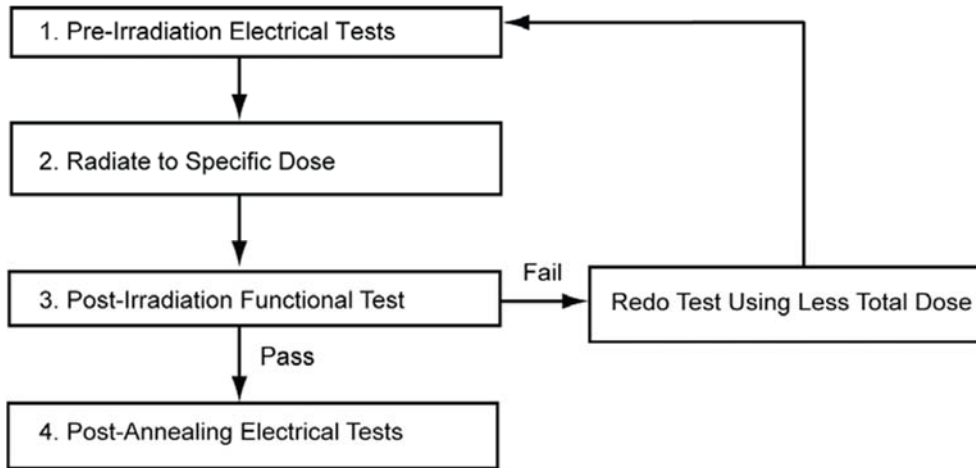 1. Pre-Irradiation Electrical Tests
2. Radiate to Specific Dose
3. Post-Irradiation Functional Test
Fail
Redo Test Using Less Total Dose
Pass
4. Post-Annealing Electrical Tests